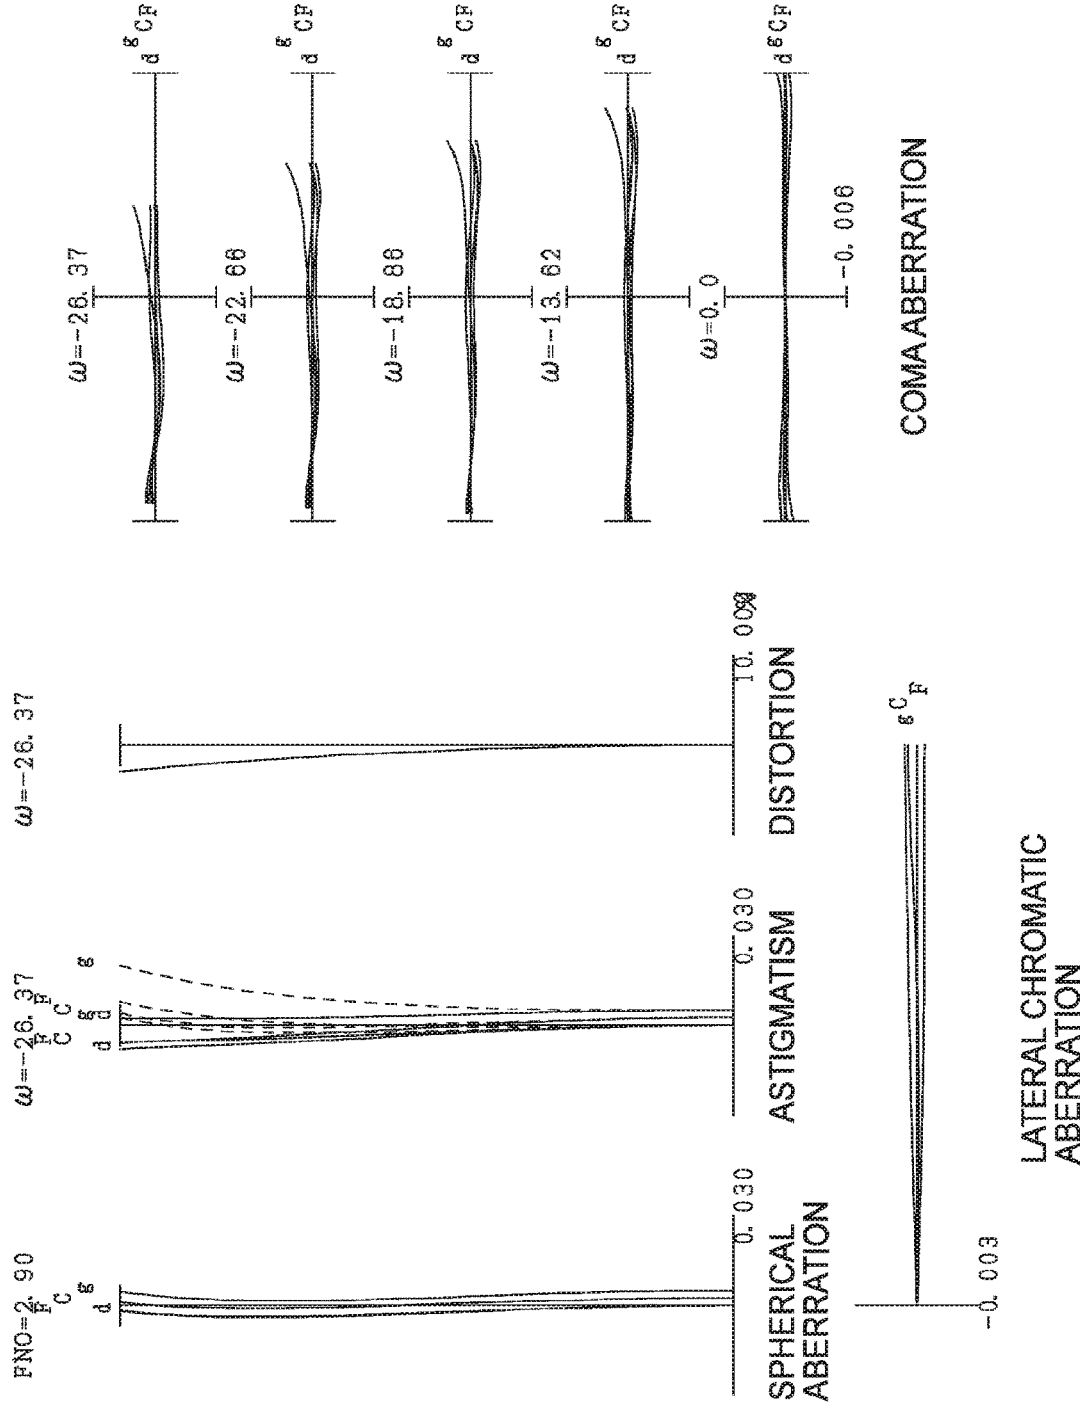 FNO=2.90
F
C
g
d
SPHERICAL
ABERRATION
0.030
ω=-26.37
F
C
g
F
C
d
g
d
ASTIGMATISM
0.030
ω=-26.37
DISTORTION
10.00%
LATERAL CHROMATIC
ABERRATION
-0.003
g C
F
ω=-26.37
d g C F
ω=-22.66
d g C F
ω=-18.86
d g C F
ω=-13.62
d g C F
ω=0.0
d g C F
-0.006
COMA ABERRATION